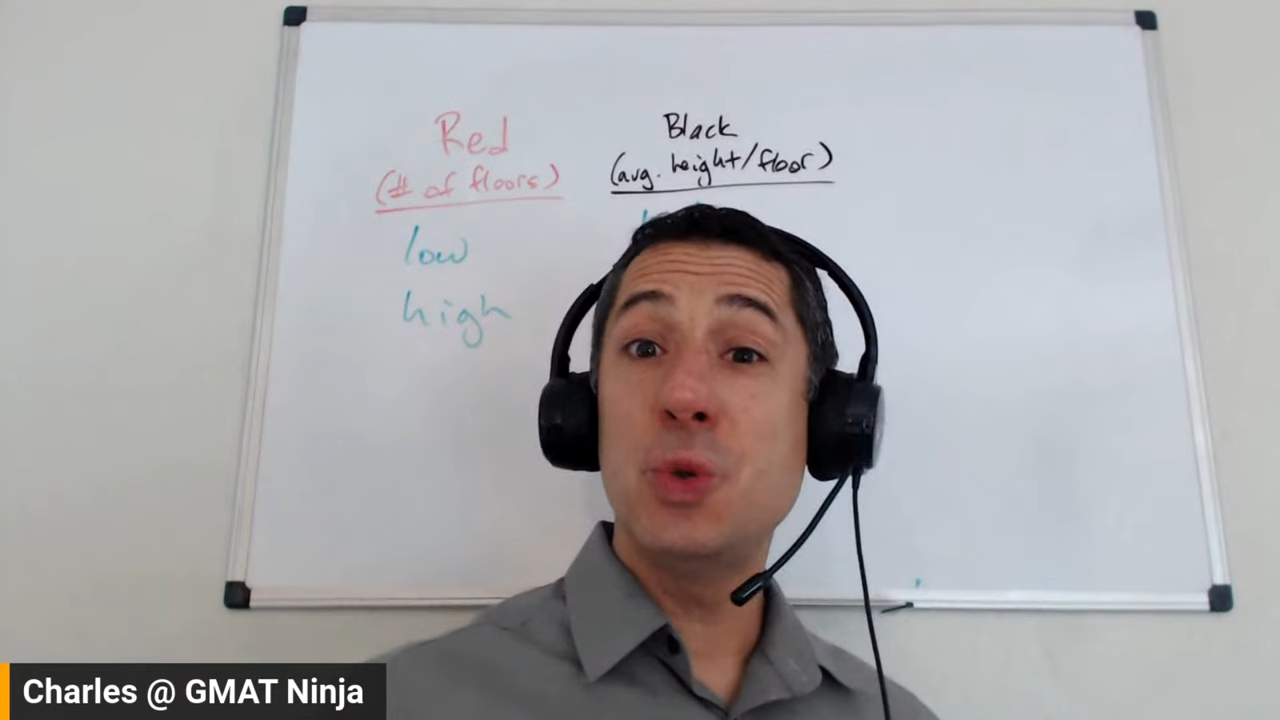 Red
(# of floors)
low
high
Black
(avg. height/floor)
Charles @ GMAT Ninja